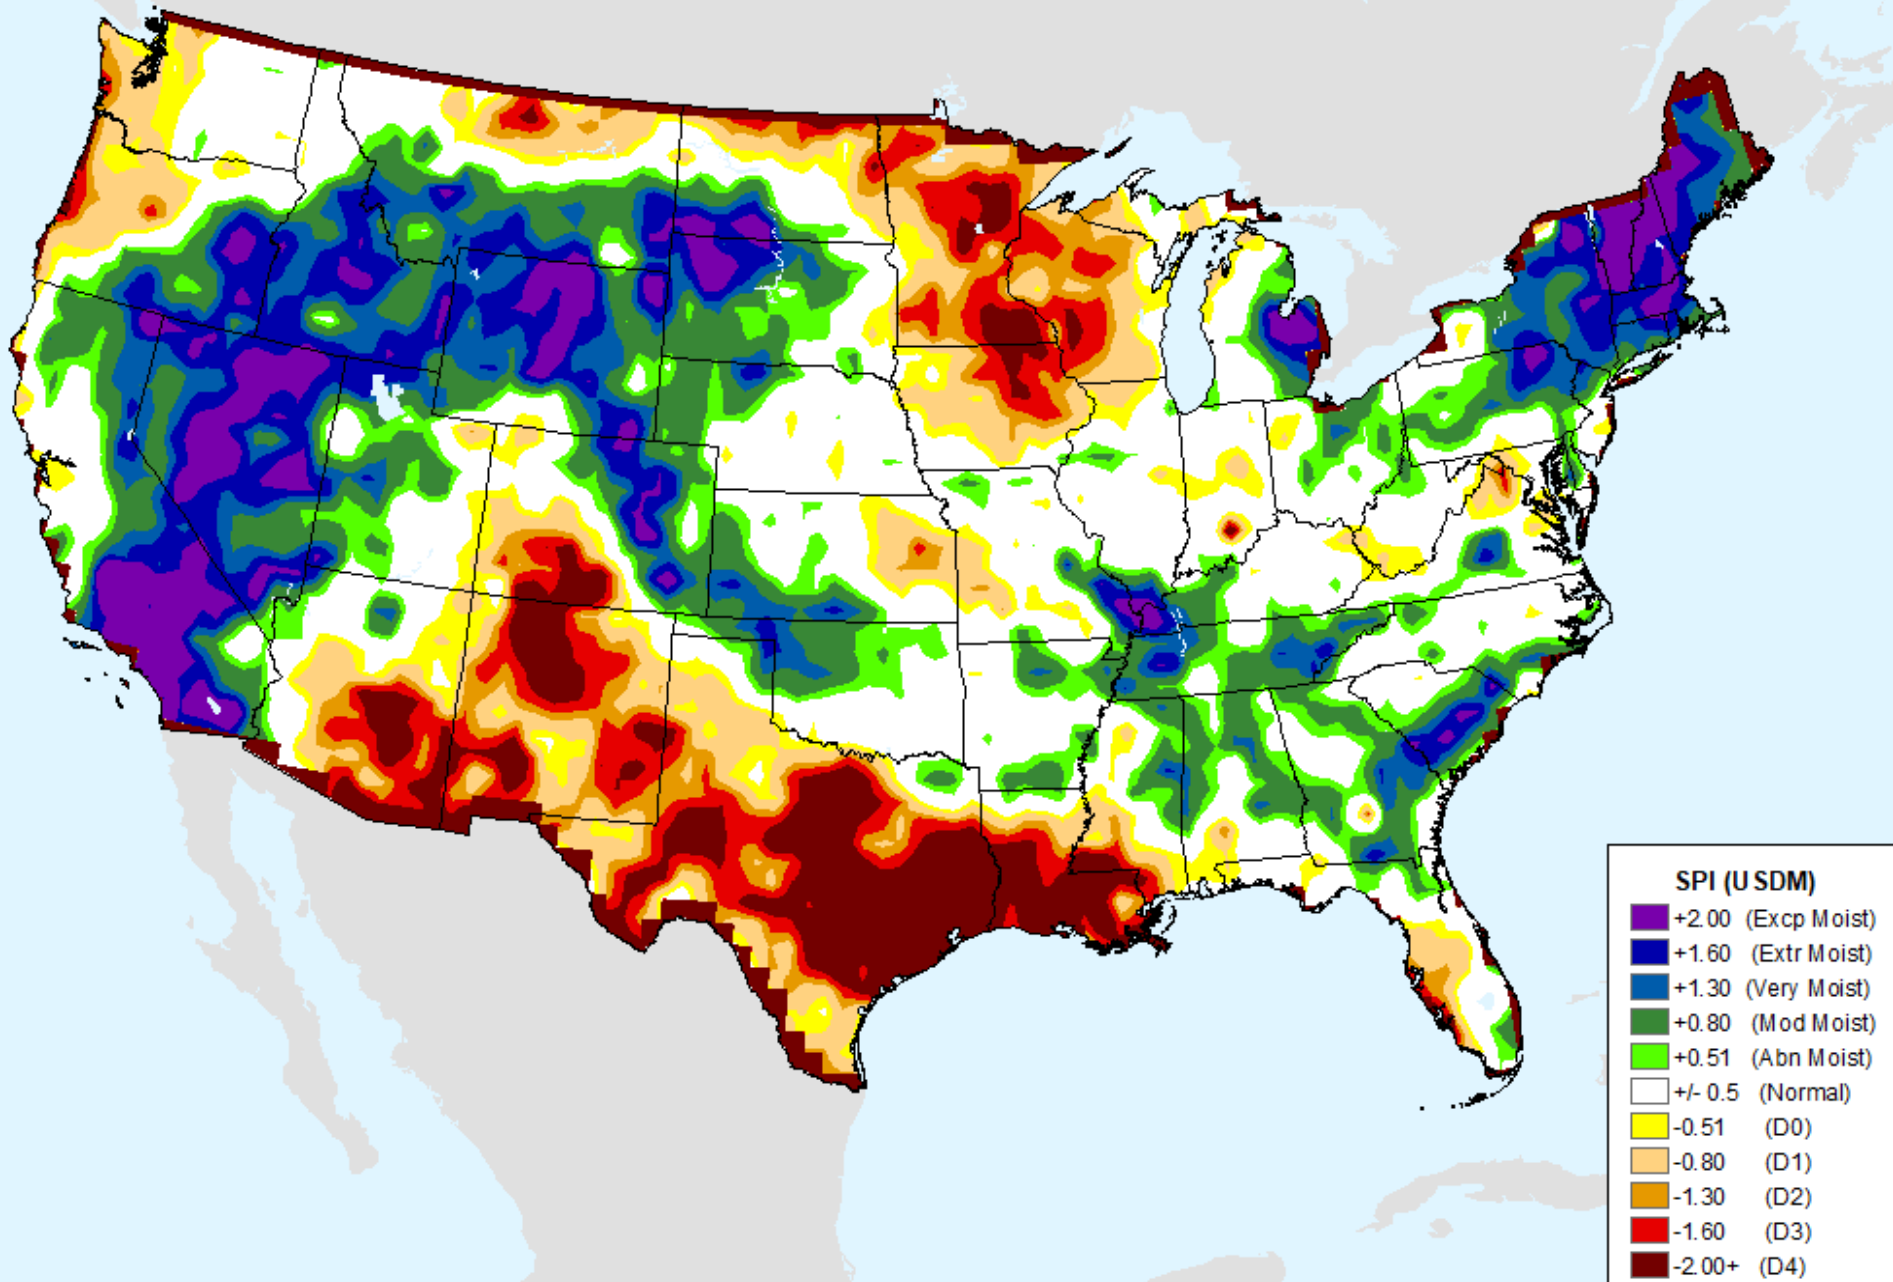 SPI (USDM)
+2.00 (Excp Moist)
+1.60 (Extr Moist)
+1.30 (Very Moist)
+0.80 (Mod Moist)
+0.51 (Abn Moist)
+/- 0.5 (Normal)
-0.51 (D0)
-0.80 (D1)
-1.30 (D2)
-1.60 (D3)
-2.00+ (D4)